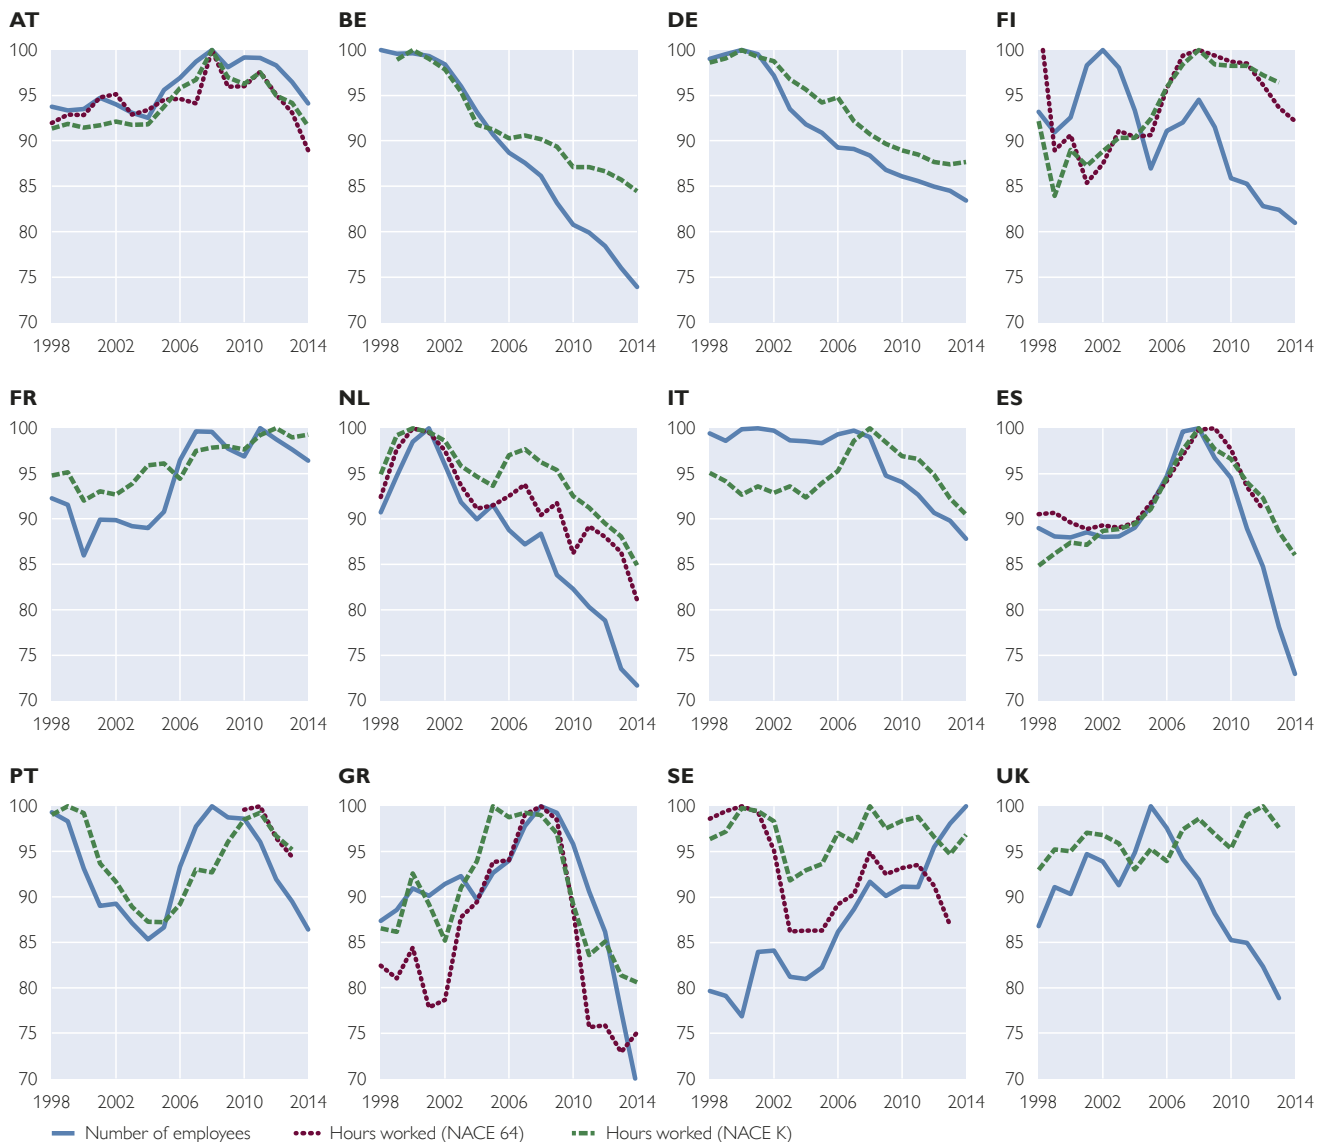 AT BE DE FI
100 100 100 100
95 95 95 95
90 90 90 90
85 85 85 85
80 80 80 80
75 75 75 75
70 70 70 70
1998 2002 2006 2010 2014 1998 2002 2006 2010 2014 1998 2002 2006 2010 2014 1998 2002 2006 2010 2014
FR NL IT ES
100 100 100 100
95 95 95 95
90 90 90 90
85 85 85 85
80 80 80 80
75 75 75 75
70 70 70 70
1998 2002 2006 2010 2014 1998 2002 2006 2010 2014 1998 2002 2006 2010 2014 1998 2002 2006 2010 2014
PT GR SE UK
100 100 100 100
95 95 95 95
90 90 90 90
85 85 85 85
80 80 80 80
75 75 75 75
70 70 70 70
1998 2002 2006 2010 2014 1998 2002 2006 2010 2014 1998 2002 2006 2010 2014 1998 2002 2006 2010 2014
Number of employees Hours worked (NACE 64) Hours worked (NACE K)